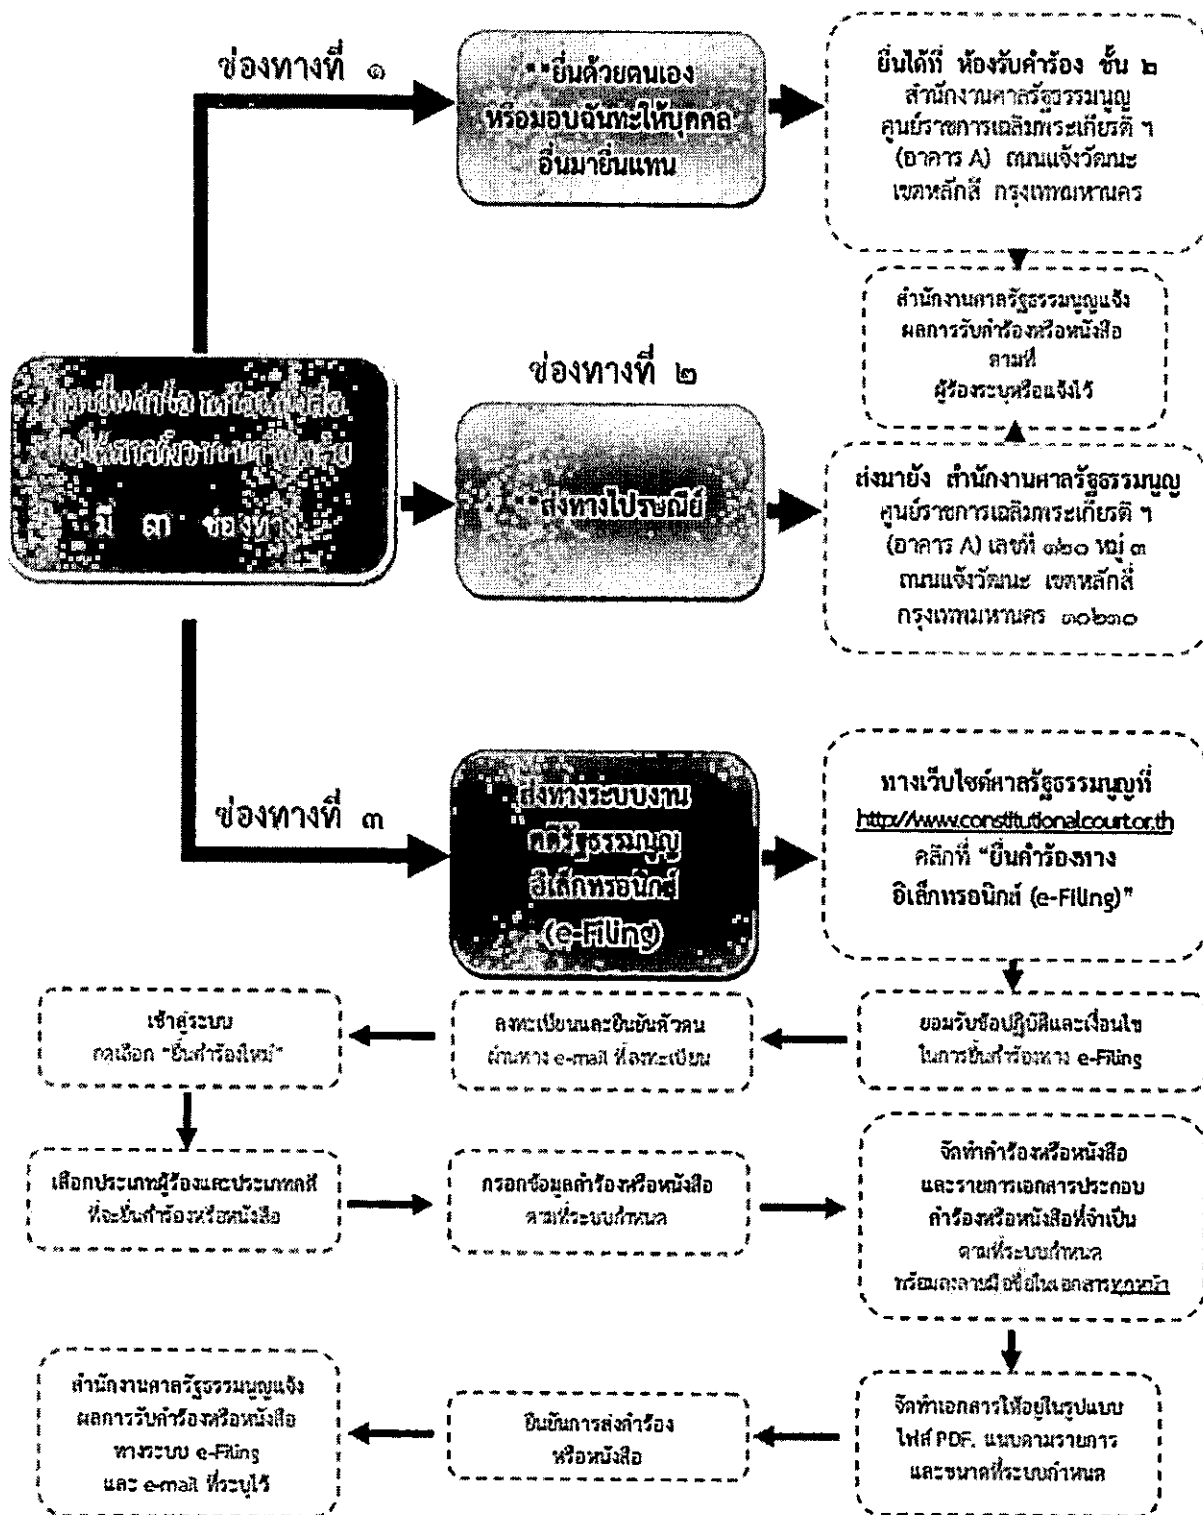 ช่องทางที่ ๑
**ยื่นด้วยตนเอง
หรือมอบฉันทะให้บุคคล
อื่นมายื่นแทน
ยื่นได้ที่ ห้องรับคำร้อง ชั้น ๒
สำนักงานศาลรัฐธรรมนูญ
ศูนย์ราชการเฉลิมพระเกียรติ ฯ
(อาคาร A) ถนนแจ้งวัฒนะ
เขตหลักสี่ กรุงเทพมหานคร
สำนักงานศาลรัฐธรรมนูญแจ้ง
ผลการรับคำร้องหรือหนังสือ
ตามที่
ผู้ร้องระบุหรือแจ้งไว้
มี ๓ ช่องทาง
ช่องทางที่ ๒
**ส่งทางไปรษณีย์
ส่งมายัง สำนักงานศาลรัฐธรรมนูญ
ศูนย์ราชการเฉลิมพระเกียรติ ฯ
(อาคาร A) เลขที่ ๑๒๐ หมู่ ๓
ถนนแจ้งวัฒนะ เขตหลักสี่
กรุงเทพมหานคร ๑๐๒๑๐
ช่องทางที่ ๓
ส่งทางระบบงาน
คดีรัฐธรรมนูญ
อิเล็กทรอนิกส์
(e-Filing)
ทางเว็บไซต์ศาลรัฐธรรมนูญที่
http://www.constitutionalcourt.or.th
คลิกที่ "ยื่นคำร้องทาง
อิเล็กทรอนิกส์ (e-Filing)"
ยอมรับข้อปฏิบัติและเงื่อนไข
ในการยื่นคำร้องทาง e-Filing
ลงทะเบียนและยืนยันตัวตน
ผ่านทาง e-mail ที่ลงทะเบียน
เข้าสู่ระบบ
กดเลือก "ยื่นคำร้องใหม่"
เลือกประเภทผู้ร้องและประเภทคดี
ที่จะยื่นคำร้องหรือหนังสือ
กรอกข้อมูลคำร้องหรือหนังสือ
ตามที่ระบบกำหนด
จัดทำคำร้องหรือหนังสือ
และรายการเอกสารประกอบ
คำร้องหรือหนังสือที่จำเป็น
ตามที่ระบบกำหนด
พร้อมลงลายมือชื่อในเอกสารทุกหน้า
จัดทำเอกสารให้อยู่ในรูปแบบ
ไฟล์ PDF. แนบตามรายการ
และขนาดที่ระบบกำหนด
ยืนยันการส่งคำร้อง
หรือหนังสือ
สำนักงานศาลรัฐธรรมนูญแจ้ง
ผลการรับคำร้องหรือหนังสือ
ทางระบบ e-Filing
และ e-mail ที่ระบุไว้